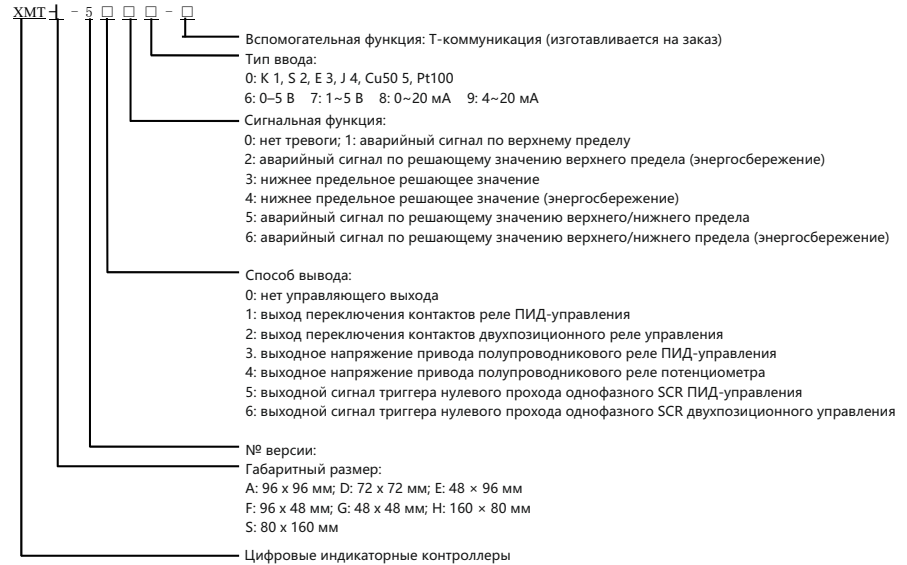 XMT - 5 □ □ □ - □
Вспомогательная функция: Т-коммуникация (изготавливается на заказ)
Тип ввода:
0: K 1, S 2, E 3, J 4, Cu50 5, Pt100
6: 0–5 В 7: 1~5 В 8: 0~20 мА 9: 4~20 мА
Сигнальная функция:
0: нет тревоги; 1: аварийный сигнал по верхнему пределу
2: аварийный сигнал по решающему значению верхнего предела (энергосбережение)
3: нижнее предельное решающее значение
4: нижнее предельное решающее значение (энергосбережение)
5: аварийный сигнал по решающему значению верхнего/нижнего предела
6: аварийный сигнал по решающему значению верхнего/нижнего предела (энергосбережение)
Способ вывода:
0: нет управляющего выхода
1: выход переключения контактов реле ПИД-управления
2: выход переключения контактов двухпозиционного реле управления
3. выходное напряжение привода полупроводникового реле ПИД-управления
4: выходное напряжение привода полупроводникового реле потенциометра
5: выходной сигнал триггера нулевого прохода однофазного SCR ПИД-управления
6: выходной сигнал триггера нулевого прохода однофазного SCR двухпозиционного управления
№ версии:
Габаритный размер:
A: 96 x 96 мм; D: 72 x 72 мм; E: 48 × 96 мм
F: 96 x 48 мм; G: 48 x 48 мм; H: 160 × 80 мм
S: 80 x 160 мм
Цифровые индикаторные контроллеры